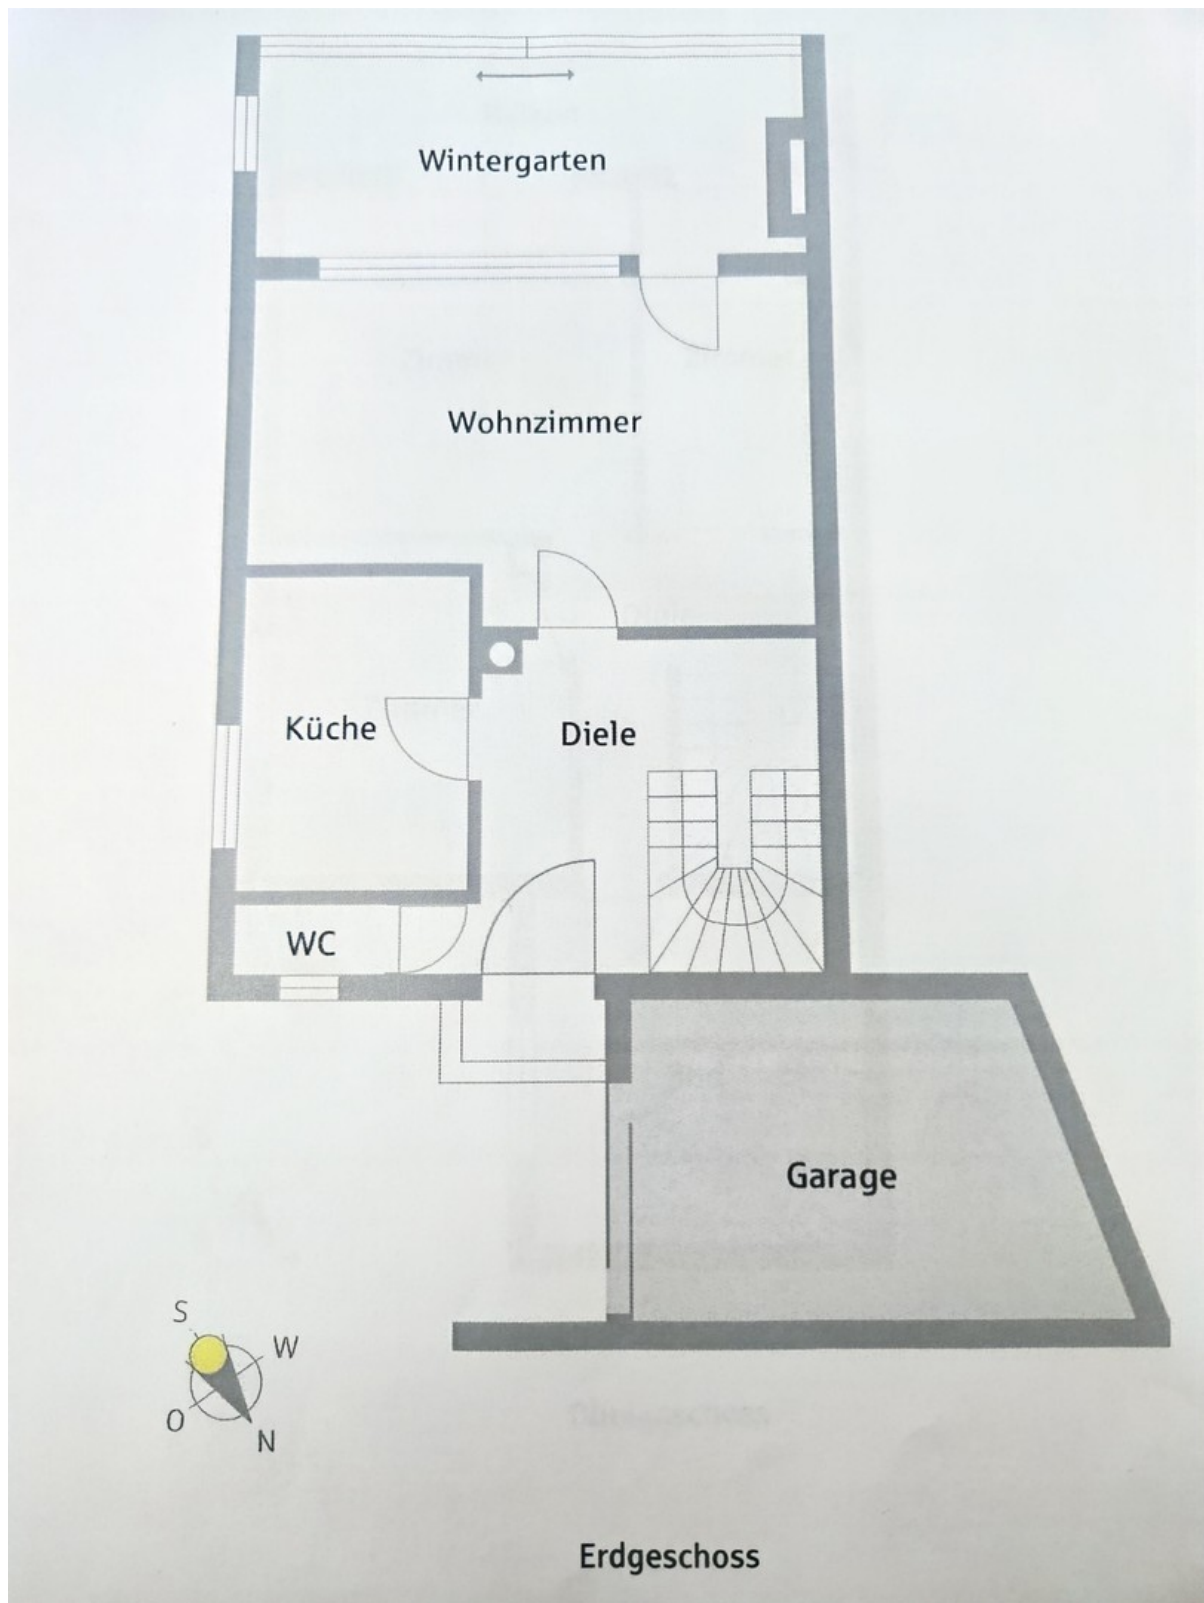 Wintergarten
Wohnzimmer
Küche
Diele
WC
Garage
S
W
O
N
Erdgeschoss